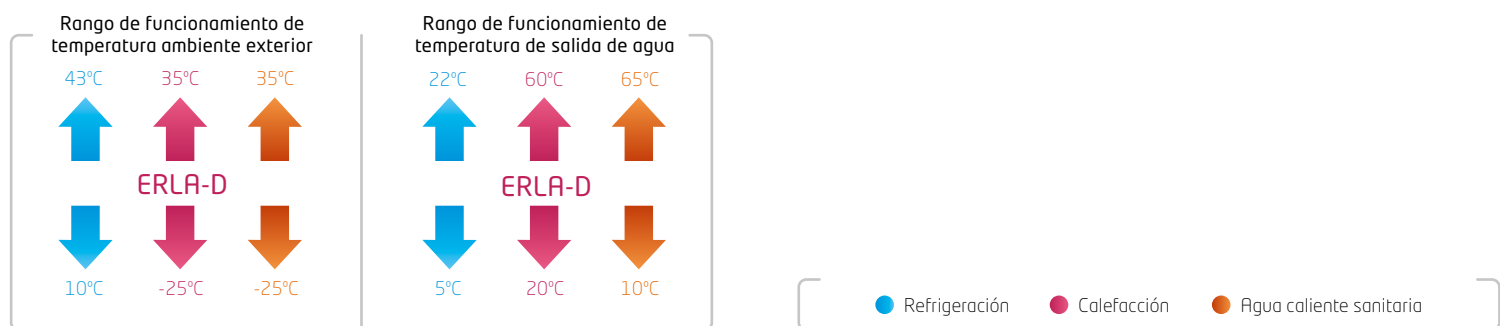 Rango de funcionamiento de
temperatura ambiente exterior
43ºC 35ºC 35ºC
ERLA-D
10ºC -25ºC -25ºC
Rango de funcionamiento de
temperatura de salida de agua
22ºC 60ºC 65ºC
ERLA-D
5ºC 20ºC 10ºC
Refrigeración Calefacción Agua caliente sanitaria